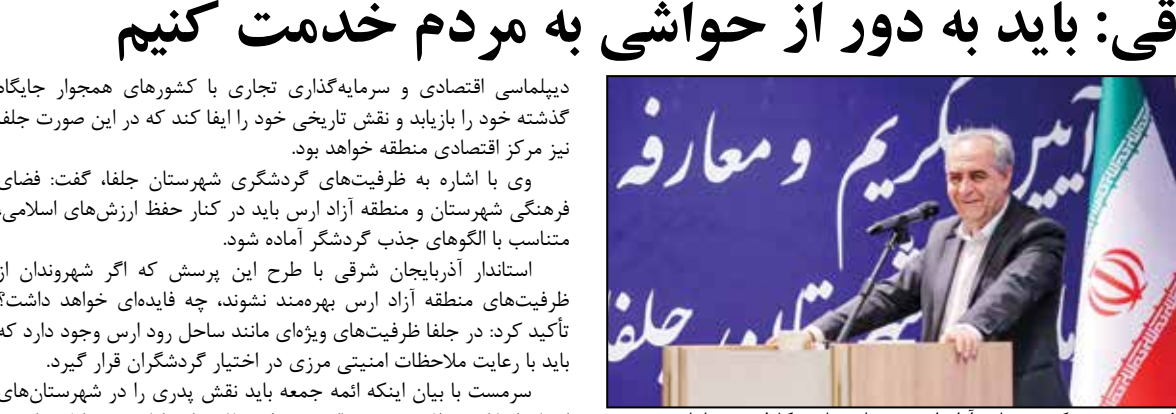 قی: باید به دور از حواشی به مردم خدمت کنیم
آیین تکریم و معارفه
جلفا
دیپلماسی اقتصادی و سرمایه‌گذاری تجاری با کشورهای همجوار جایگاه
گذشته خود را بازیابد و نقش تاریخی خود را ایفا کند که در این صورت جلفا
نیز مرکز اقتصادی منطقه خواهد بود.
وی با اشاره به ظرفیت‌های گردشگری شهرستان جلفا، گفت: فضای
فرهنگی شهرستان و منطقه آزاد ارس باید در کنار حفظ ارزش‌های اسلامی،
متناسب با الگوهای جذب گردشگر آماده شود.
استاندار آذربایجان شرقی با طرح این پرسش که اگر شهروندان از
ظرفیت‌های منطقه آزاد ارس بهره‌مند نشوند، چه فایده‌ای خواهد داشت؟
تأکید کرد: در جلفا ظرفیت‌های ویژه‌ای مانند ساحل رود ارس وجود دارد که
باید با رعایت ملاحظات امنیتی مرزی در اختیار گردشگران قرار گیرد.
سرمست با بیان اینکه ائمه جمعه باید نقش پدری را در شهرستان‌های